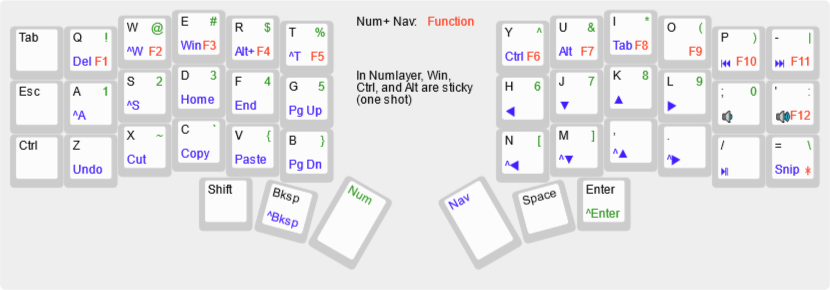 Num+ Nav: Function
In Numlayer, Win,
Ctrl, and Alt are sticky
(one shot)
Tab
Q ! Del F1
W @ ^W F2
E # Win F3
R $ Alt+ F4
T % ^T F5
Y ^ Ctrl F6
U & Alt F7
I * Tab F8
O ( F9
P ) ⏮ F10
- | ⏭ F11
Esc
A 1 ^A
S 2 ^S
D 3 Home
F 4 End
G 5 Pg Up
H 6 ◀
J 7 ▼
K 8 ▲
L 9 ▶
; 0 🔈
' : 🔊 F12
Ctrl
Z Undo
X ~ Cut
C ` Copy
V { Paste
B } Pg Dn
N [ ^◀
M ] ^▼
, ^▲
. ^▶
/ ⏯
= \ Snip *
Shift
Bksp ^Bksp
Num
Nav
Space
Enter ^Enter